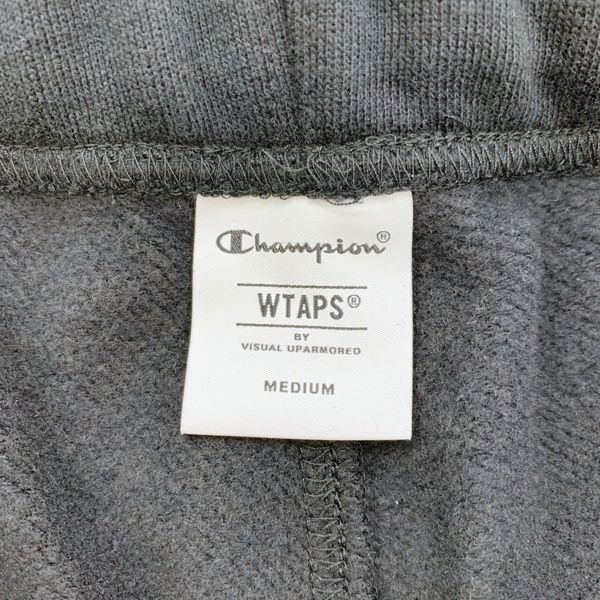 Champion®
WTAPS®
BY
VISUAL UPARMORED
MEDIUM